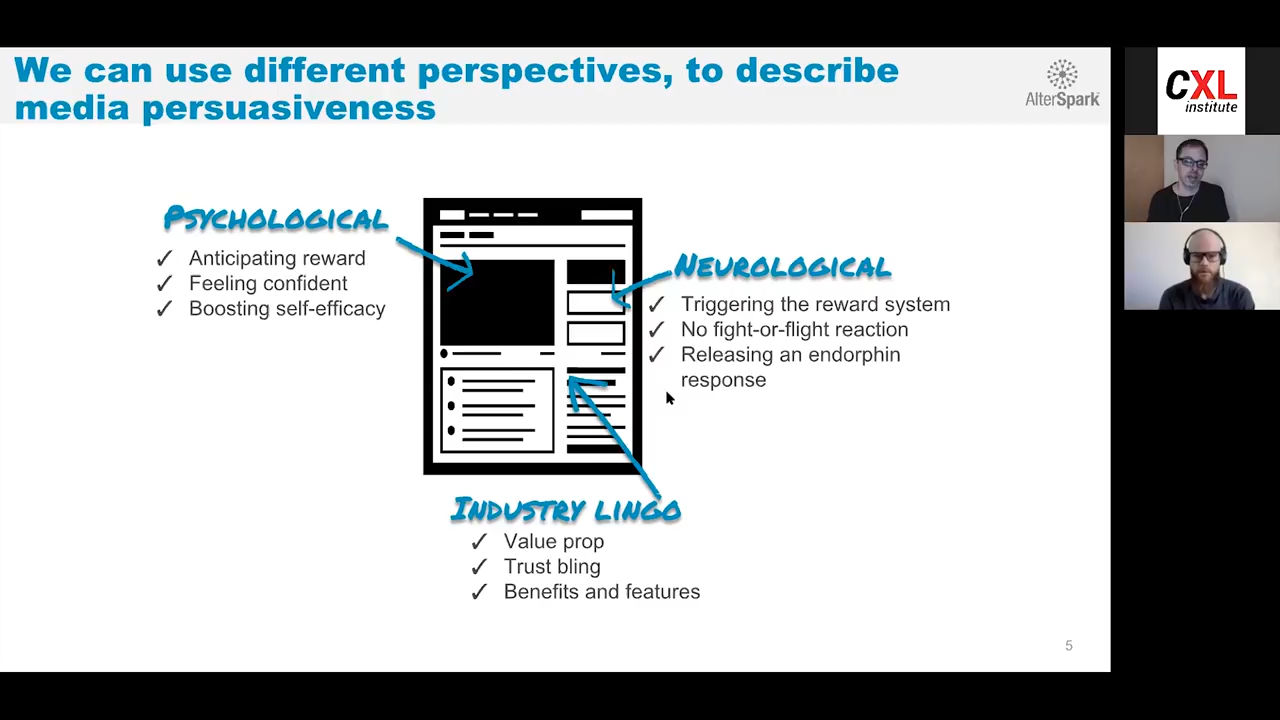 We can use different perspectives, to describe
media persuasiveness
AlterSpark
CXL
institute
Psychological
✓ Anticipating reward
✓ Feeling confident
✓ Boosting self-efficacy
Neurological
✓ Triggering the reward system
✓ No fight-or-flight reaction
✓ Releasing an endorphin
response
Industry lingo
✓ Value prop
✓ Trust bling
✓ Benefits and features
5